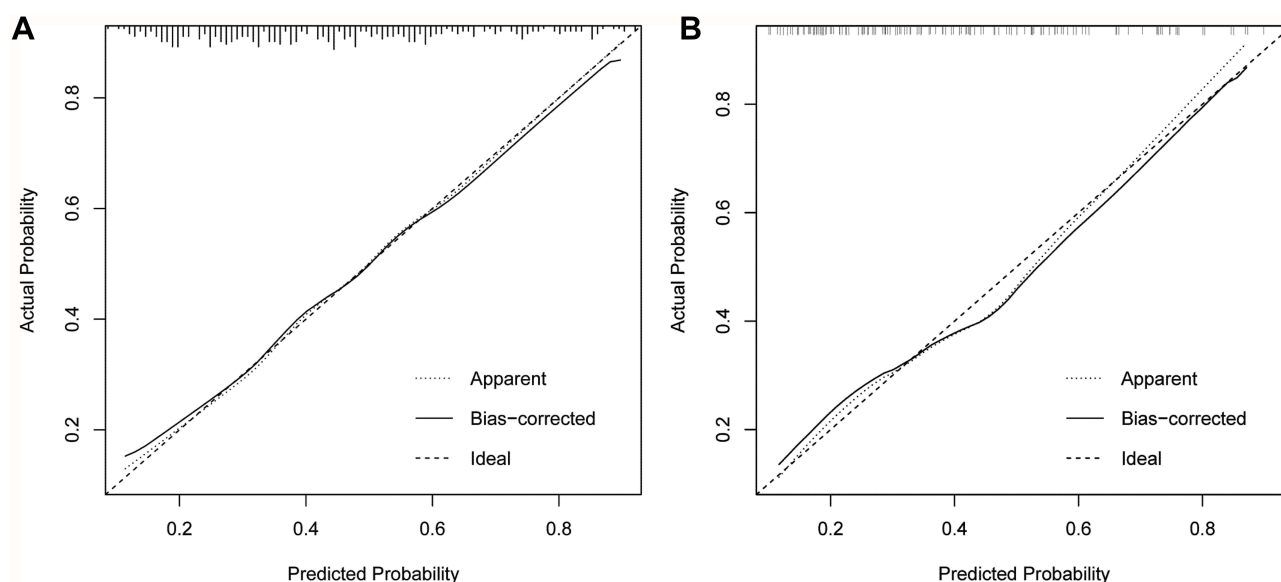 A
Actual Probability
0.8
0.6
0.4
0.2
Apparent
Bias-corrected
Ideal
0.2 0.4 0.6 0.8
Predicted Probability
B
Actual Probability
0.8
0.6
0.4
0.2
Apparent
Bias-corrected
Ideal
0.2 0.4 0.6 0.8
Predicted Probability